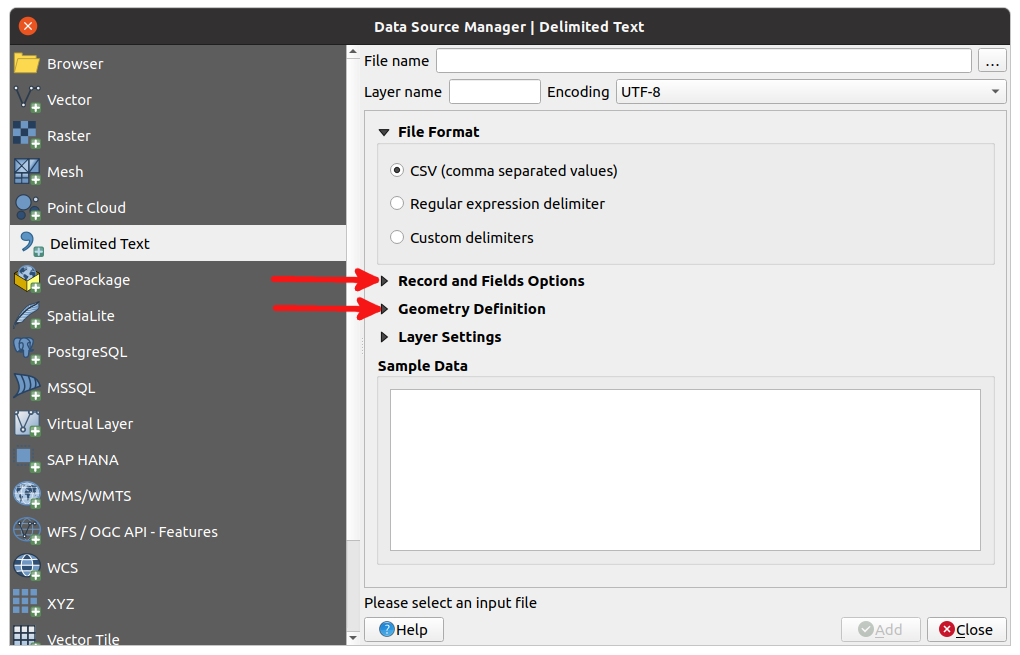 Data Source Manager | Delimited Text
Browser
Vector
Raster
Mesh
Point Cloud
Delimited Text
GeoPackage
SpatiaLite
PostgreSQL
MSSQL
Virtual Layer
SAP HANA
WMS/WMTS
WFS / OGC API - Features
WCS
XYZ
Vector Tile
File name
...
Layer name
Encoding UTF-8
File Format
CSV (comma separated values)
Regular expression delimiter
Custom delimiters
Record and Fields Options
Geometry Definition
Layer Settings
Sample Data
Please select an input file
Help
Add
Close